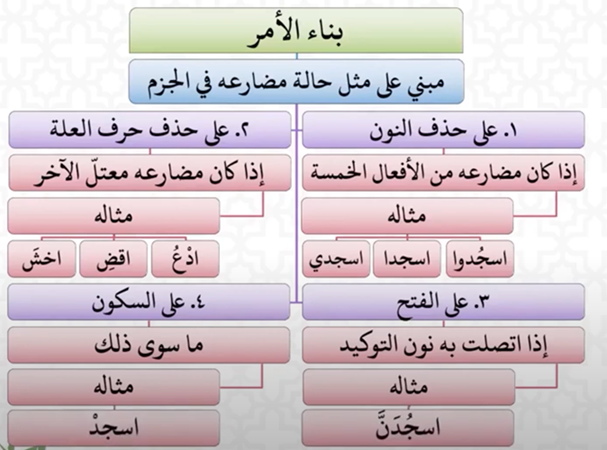 بناء الأمر
مبني على مثل حالة مضارعه في الجزم
١. على حذف النون
إذا كان مضارعه من الأفعال الخمسة
مثاله
اسجُدوا
اسجدا
اسجدي
٢. على حذف حرف العلة
إذا كان مضارعه معتلّ الآخر
مثاله
ادْعُ
اقضِ
اخشَ
٣. على الفتح
إذا اتصلت به نون التوكيد
مثاله
اسجُدَنَّ
٤. على السكون
ما سوى ذلك
مثاله
اسجدْ